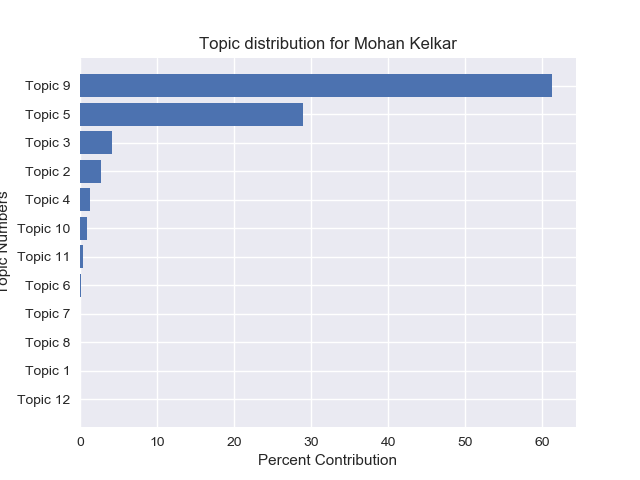 Topic distribution for Mohan Kelkar
Topic 9
Topic 5
Topic 3
Topic 2
Topic 4
Topic 10
Topic 11
Topic 6
Topic 7
Topic 8
Topic 1
Topic 12
Topic Numbers
0 10 20 30 40 50 60
Percent Contribution